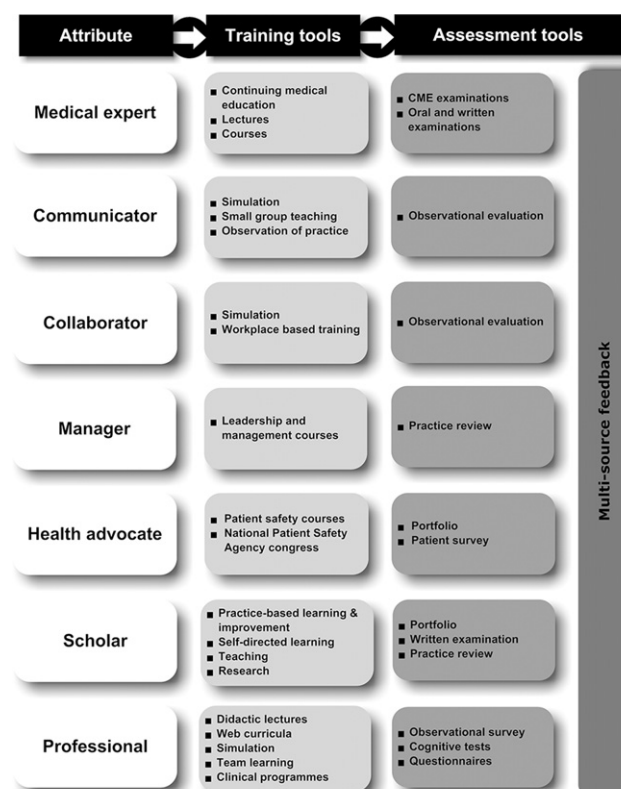 Attribute
Training tools
Assessment tools
Medical expert
Continuing medical
education
Lectures
Courses
CME examinations
Oral and written
examinations
Communicator
Simulation
Small group teaching
Observation of practice
Observational evaluation
Collaborator
Simulation
Workplace based training
Observational evaluation
Manager
Leadership and
management courses
Practice review
Health advocate
Patient safety courses
National Patient Safety
Agency congress
Portfolio
Patient survey
Scholar
Practice-based learning &
improvement
Self-directed learning
Teaching
Research
Portfolio
Written examination
Practice review
Professional
Didactic lectures
Web curricula
Simulation
Team learning
Clinical programmes
Observational survey
Cognitive tests
Questionnaires
Multi-source feedback